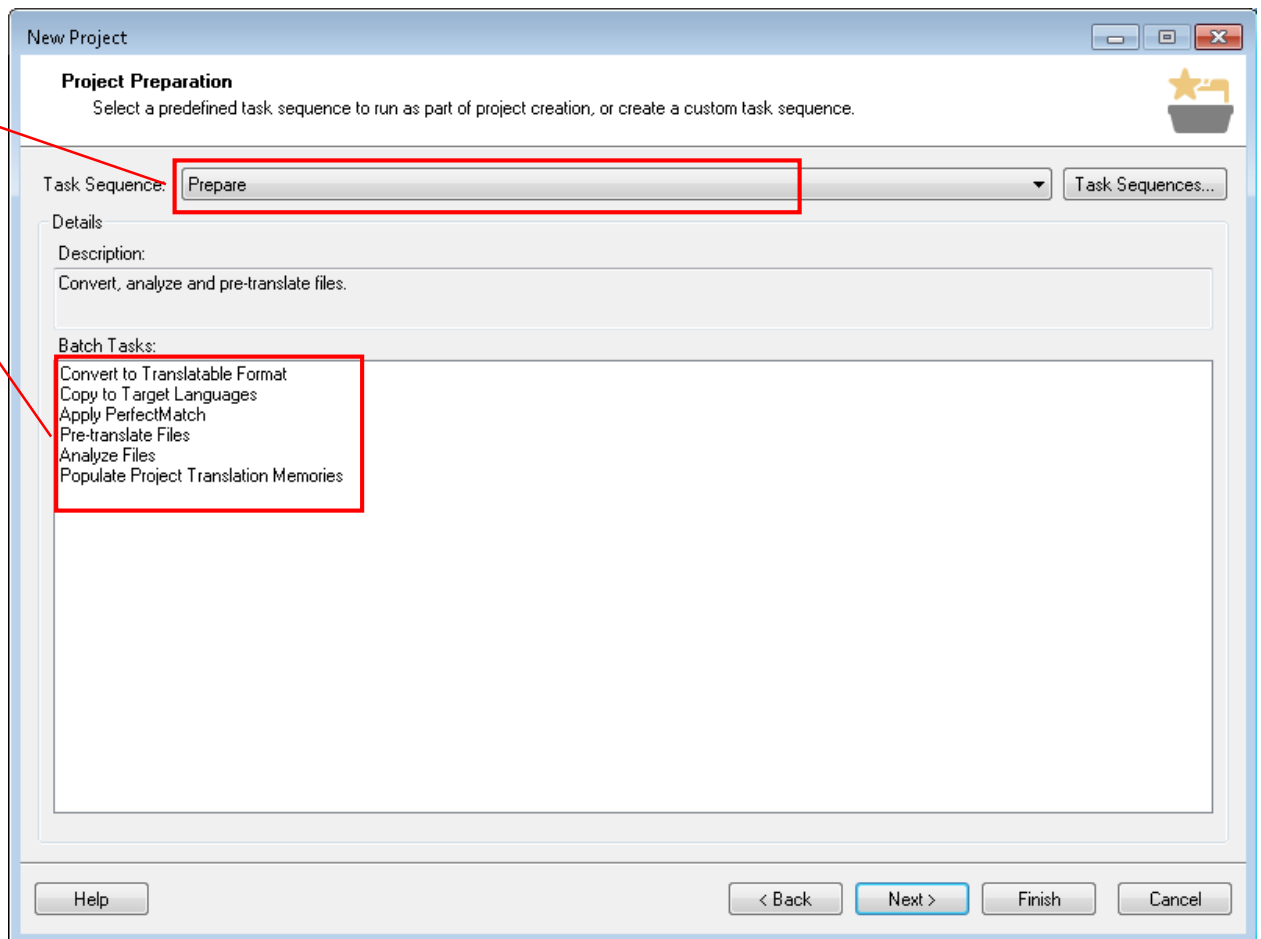 New Project
Project Preparation
Select a predefined task sequence to run as part of project creation, or create a custom task sequence.
Task Sequence: Prepare Task Sequences...
Details
Description:
Convert, analyze and pre-translate files.
Batch Tasks:
Convert to Translatable Format
Copy to Target Languages
Apply PerfectMatch
Pre-translate Files
Analyze Files
Populate Project Translation Memories
Help < Back Next > Finish Cancel